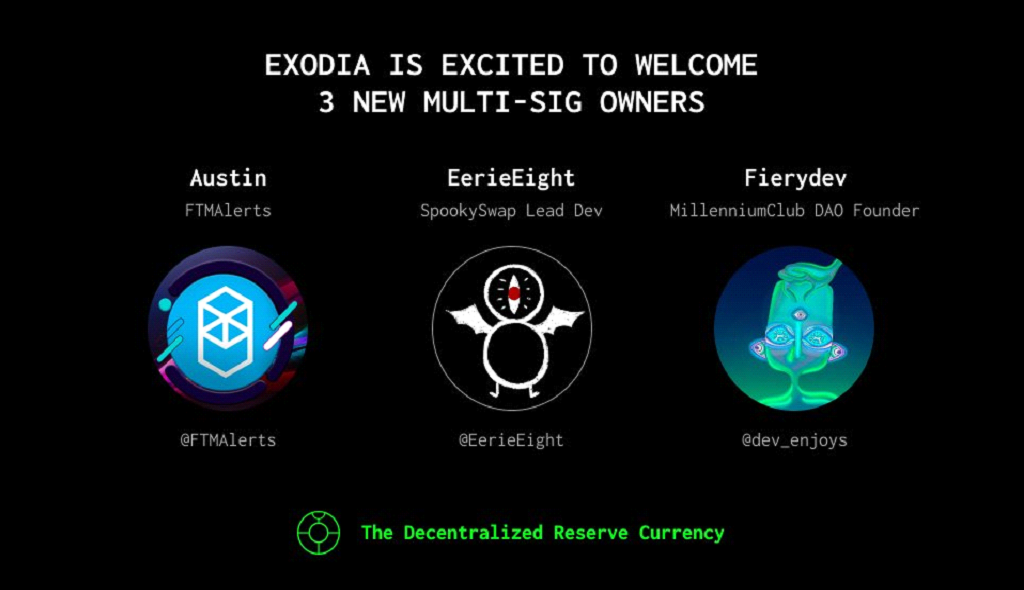 EXODIA IS EXCITED TO WELCOME
3 NEW MULTI-SIG OWNERS
Austin
FTMAlerts
@FTMAlerts
EerieEight
SpookySwap Lead Dev
@EerieEight
Fierydev
MillenniumClub DAO Founder
@dev_enjoys
The Decentralized Reserve Currency